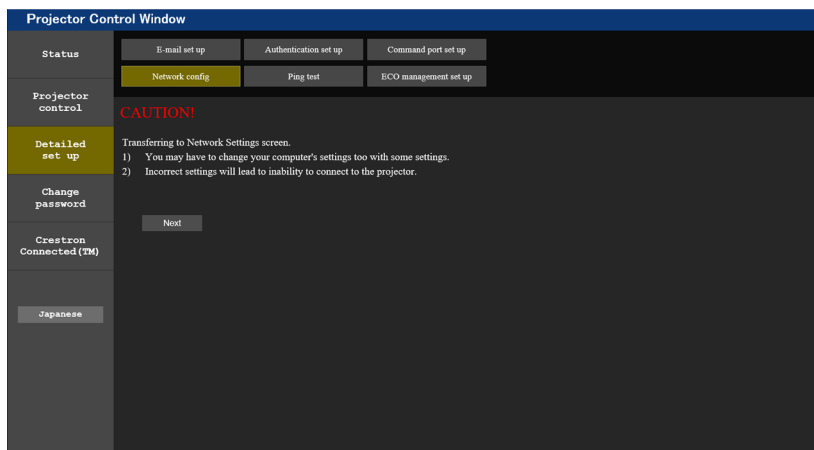 Projector Control Window
Status
E-mail set up
Authentication set up
Command port set up
Network config
Ping test
ECO management set up
Projector
control
CAUTION!
Detailed
set up
Transferring to Network Settings screen.
1) You may have to change your computer's settings too with some settings.
2) Incorrect settings will lead to inability to connect to the projector.
Change
password
Next
Crestron
Connected(TM)
Japanese